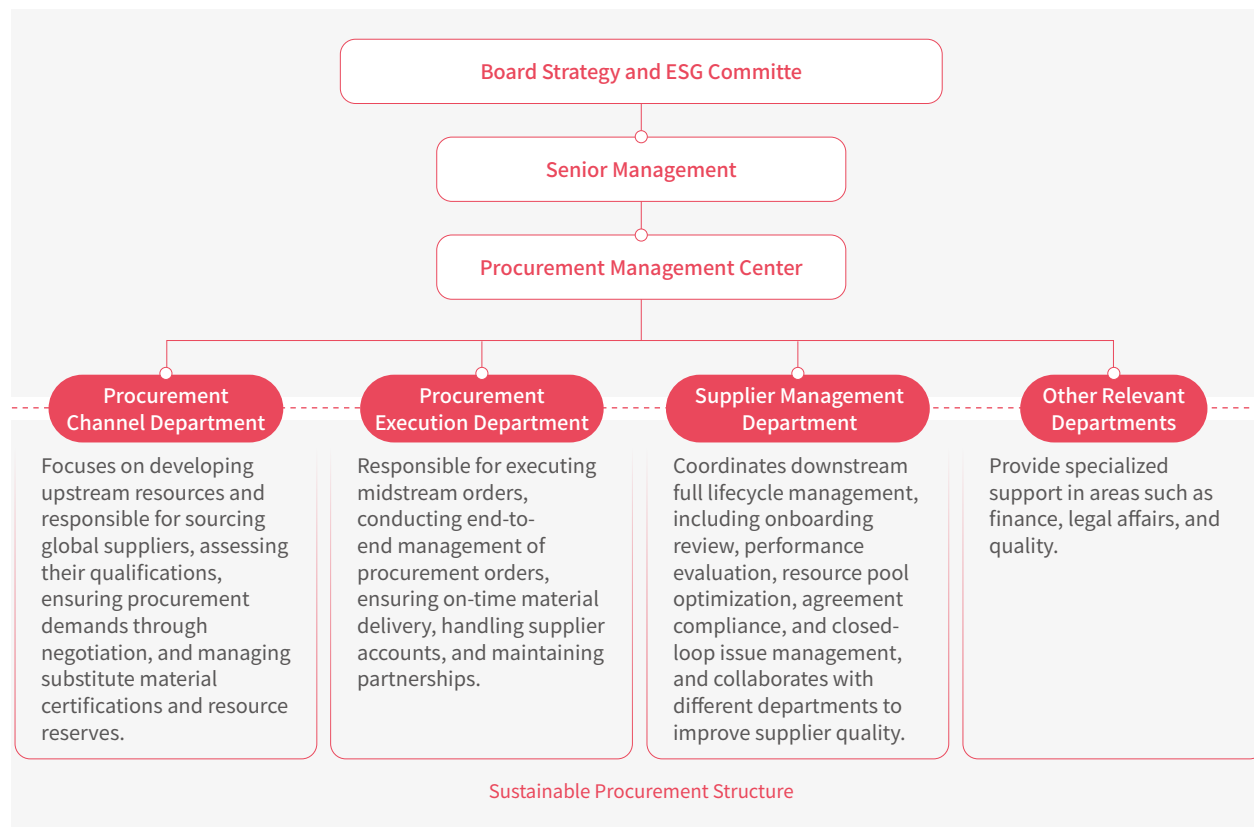 Board Strategy and ESG Committe
Senior Management
Procurement Management Center
Procurement
Channel Department
Focuses on developing
upstream resources and
responsible for sourcing
global suppliers, assessing
their qualifications,
ensuring procurement
demands through
negotiation, and managing
substitute material
certifications and resource
reserves.
Procurement
Execution Department
Responsible for executing
midstream orders,
conducting end-to-
end management of
procurement orders,
ensuring on-time material
delivery, handling supplier
accounts, and maintaining
partnerships.
Supplier Management
Department
Coordinates downstream
full lifecycle management,
including onboarding
review, performance
evaluation, resource pool
optimization, agreement
compliance, and closed-
loop issue management,
and collaborates with
different departments to
improve supplier quality.
Other Relevant
Departments
Provide specialized
support in areas such as
finance, legal affairs, and
quality.
Sustainable Procurement Structure